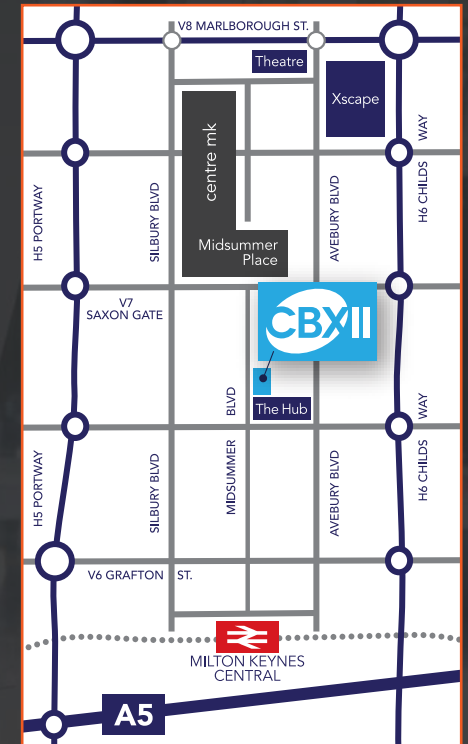 V8 MARLBOROUGH ST.
Theatre
Xscape
centre mk
H5 PORTWAY
SILBURY BLVD
AVEBURY BLVD
H6 CHILDS WAY
Midsummer
Place
V7
SAXON GATE
CBXII
The Hub
H5 PORTWAY
SILBURY BLVD
MIDSUMMER BLVD
AVEBURY BLVD
H6 CHILDS WAY
V6 GRAFTON ST.
MILTON KEYNES
CENTRAL
A5